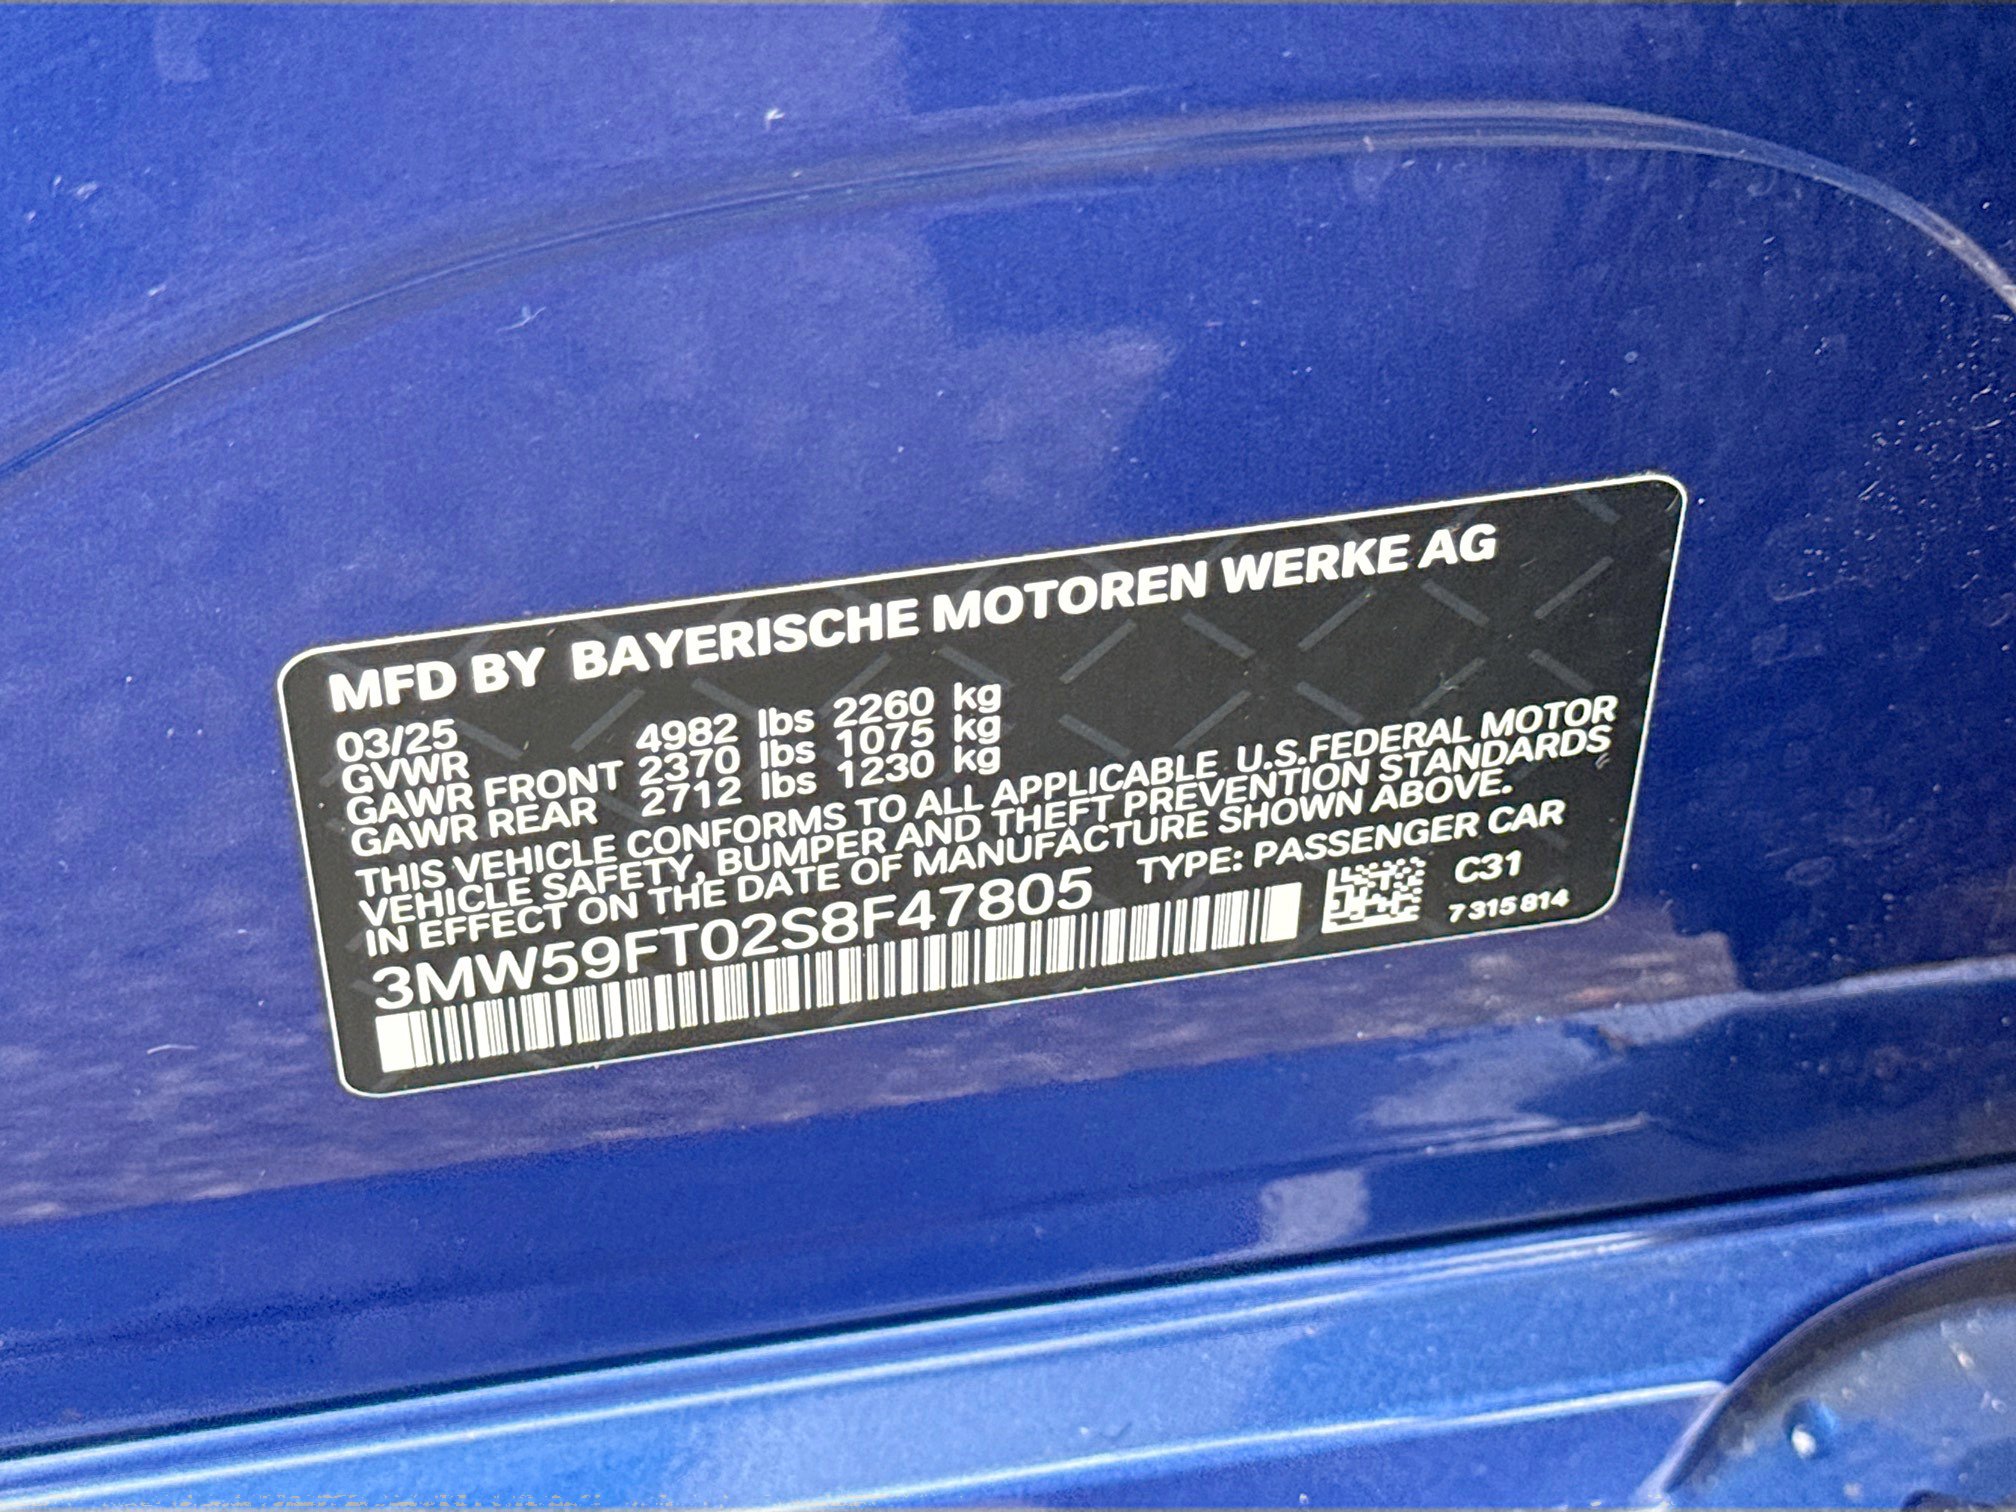 MFD BY BAYERISCHE MOTOREN WERKE AG
03/25
GVWR 4982 lbs 2260 kg
GAWR FRONT 2370 lbs 1075 kg
GAWR REAR 2712 lbs 1230 kg
THIS VEHICLE CONFORMS TO ALL APPLICABLE U.S.FEDERAL MOTOR
VEHICLE SAFETY, BUMPER AND THEFT PREVENTION STANDARDS
IN EFFECT ON THE DATE OF MANUFACTURE SHOWN ABOVE.
3MW59FT02S8F47805 TYPE: PASSENGER CAR
C31
7 315 814